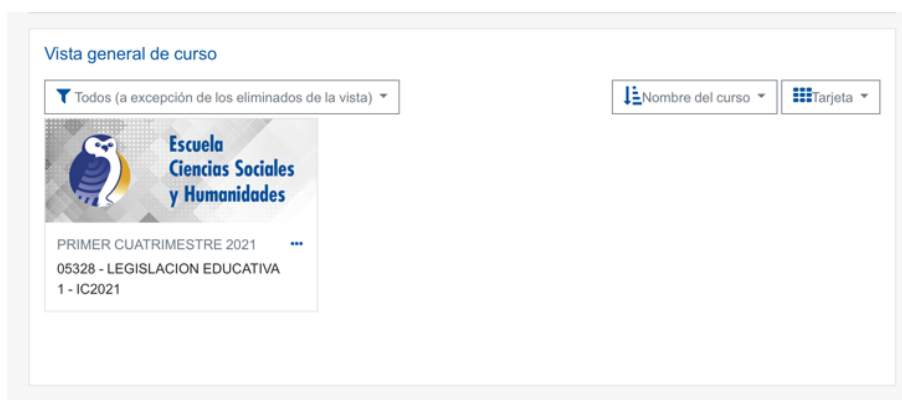 Vista general de curso
Todos (a excepción de los eliminados de la vista)
Nombre del curso
Tarjeta
Escuela
Ciencias Sociales
y Humanidades
PRIMER CUATRIMESTRE 2021
05328 - LEGISLACION EDUCATIVA
1 - IC2021